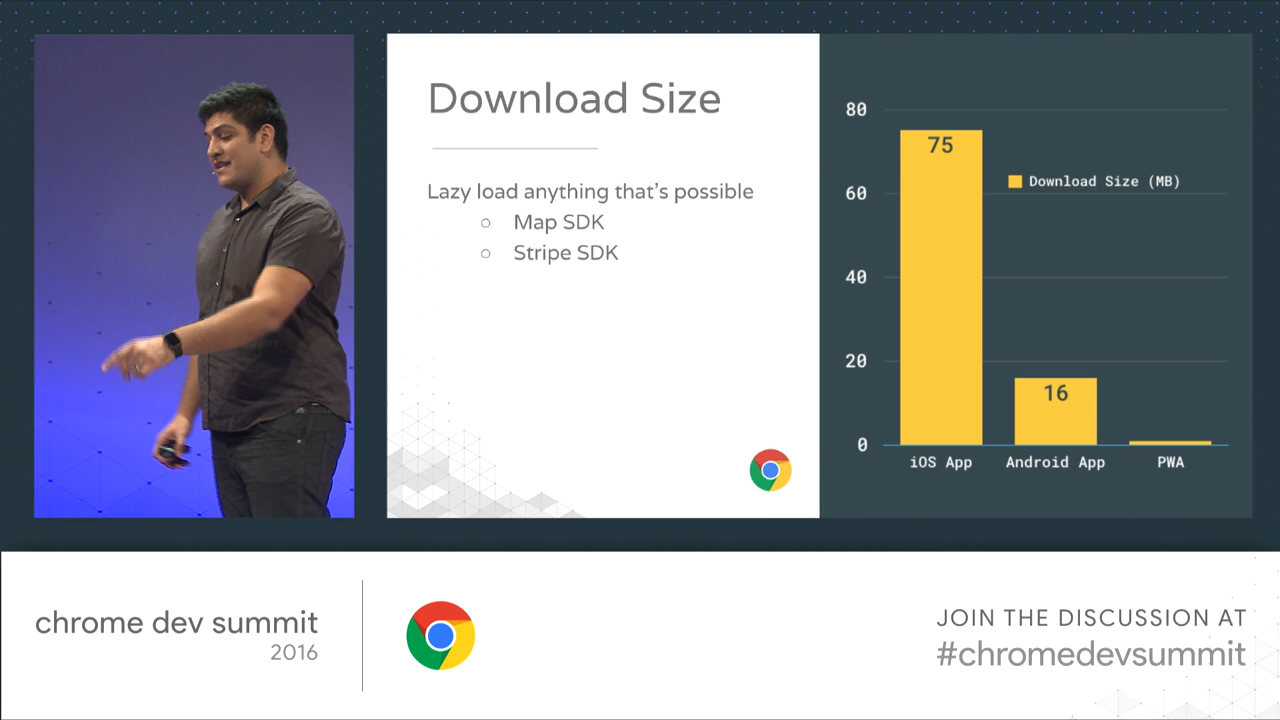 Download Size
Lazy load anything that's possible
Map SDK
Stripe SDK
80
60
40
20
0
75
16
Download Size (MB)
iOS App
Android App
PWA
chrome dev summit
2016
JOIN THE DISCUSSION AT
#chromedevsummit